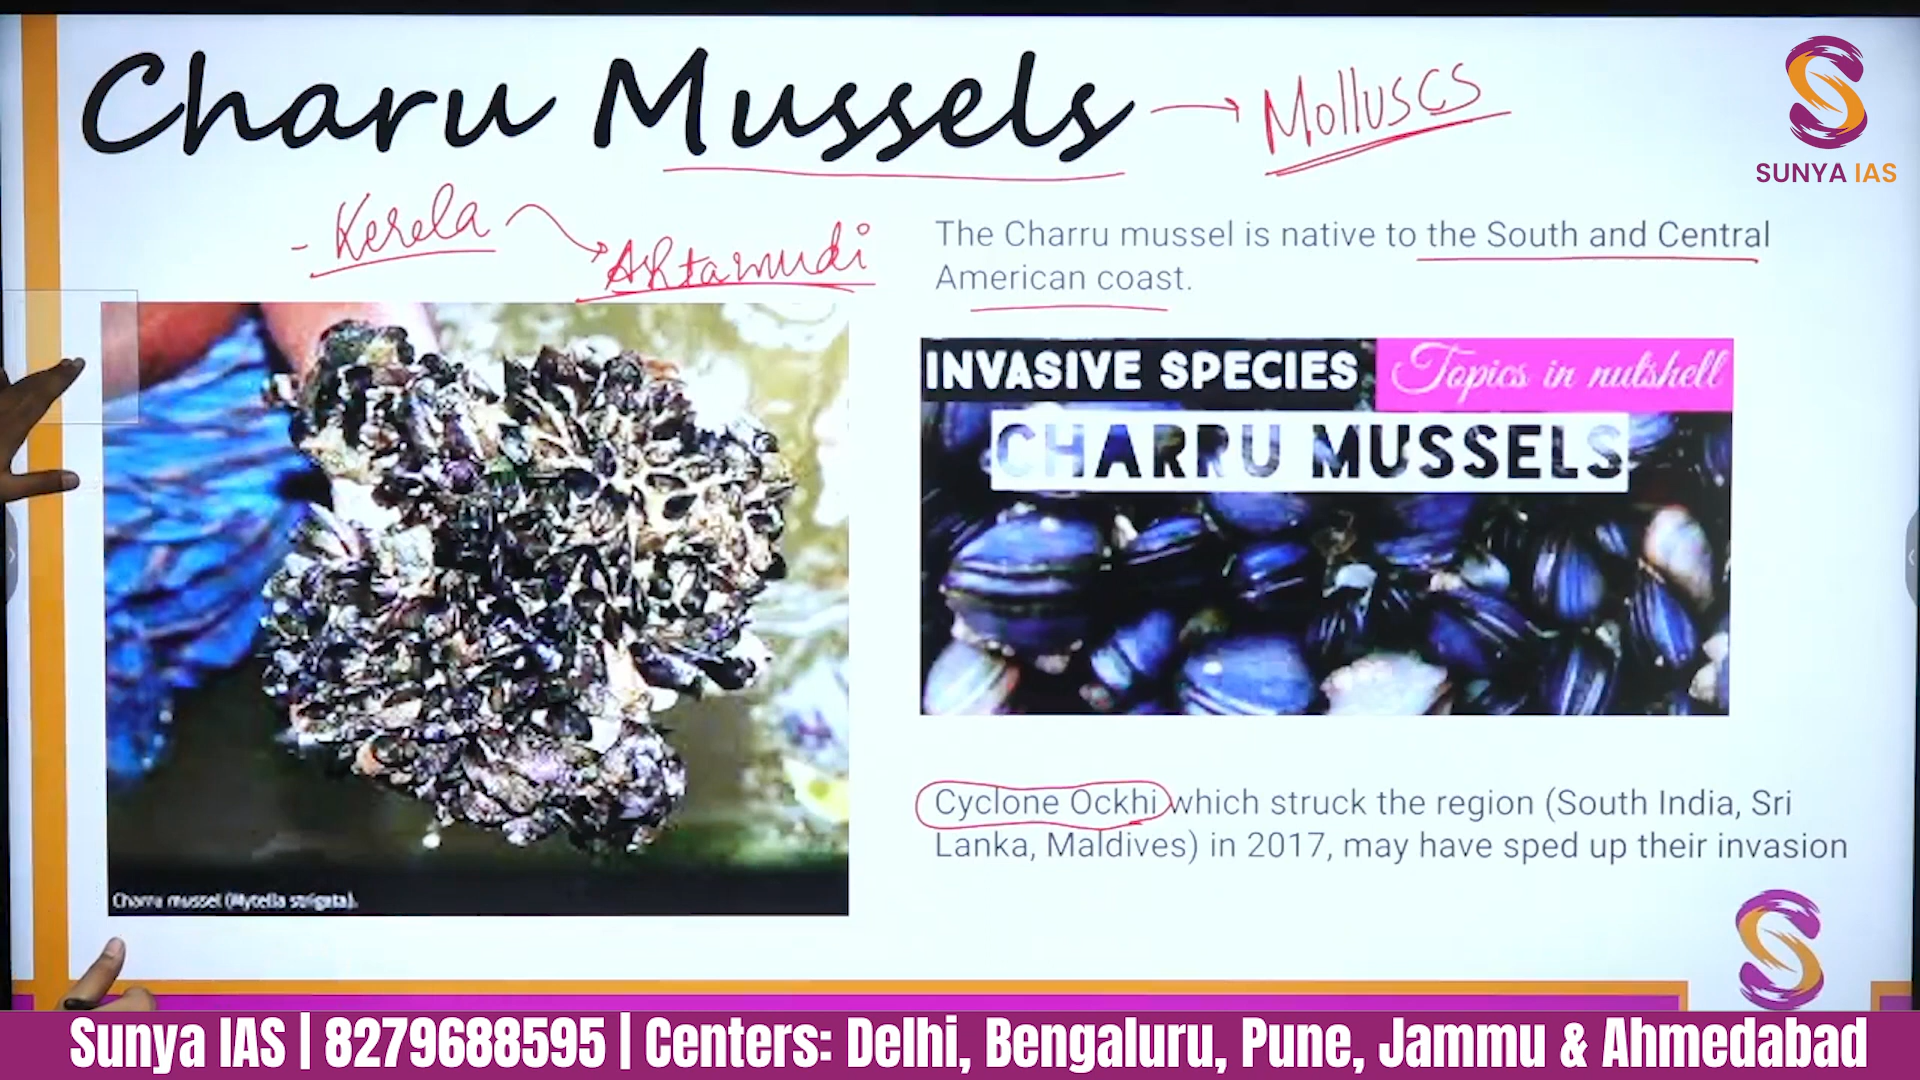 Charu Mussels → Molluscs
SUNYA IAS
- Kerela → Ashtamudi
The Charru mussel is native to the South and Central
American coast.
INVASIVE SPECIES Topics in nutshell
CHARRU MUSSELS
Cyclone Ockhi which struck the region (South India, Sri
Lanka, Maldives) in 2017, may have sped up their invasion
Charru mussel (Mytella strigata).
Sunya IAS | 8279688595 | Centers: Delhi, Bengaluru, Pune, Jammu & Ahmedabad